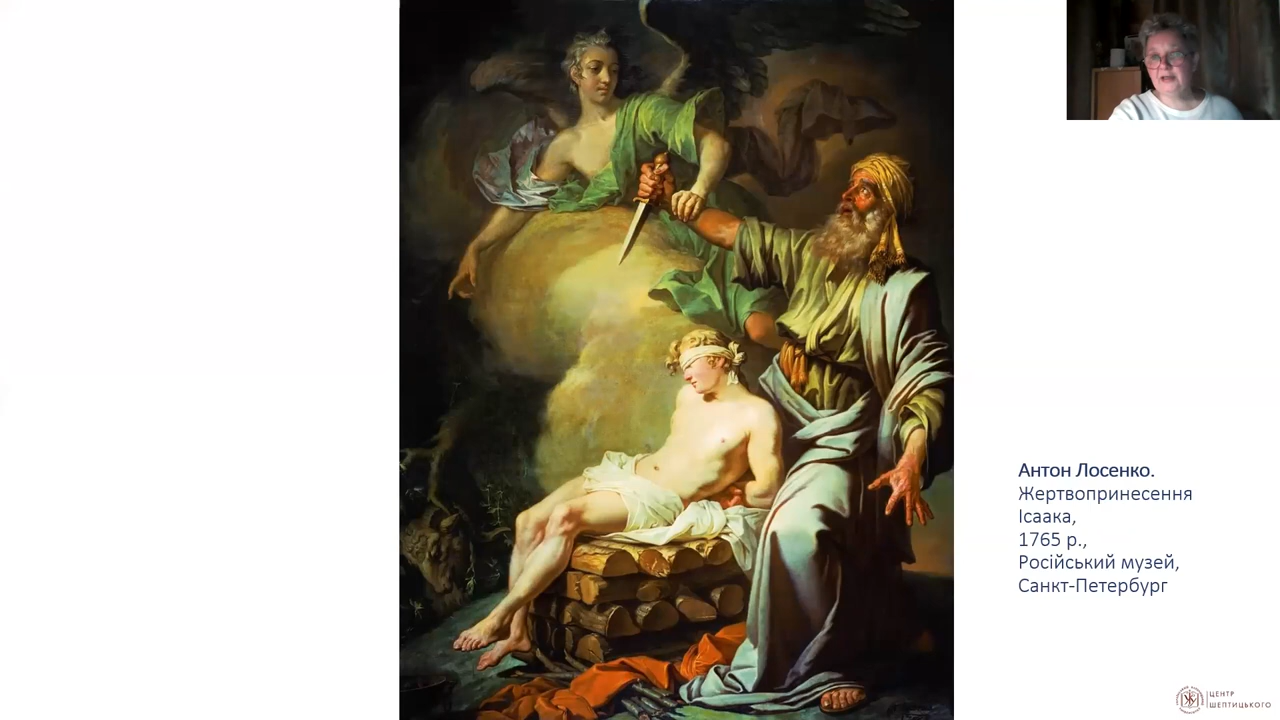 Антон Лосенко.
Жертвопринесення
Ісаака,
1765 р.,
Російський музей,
Санкт-Петербург
ЦЕНТР
ШЕПТИЦЬКОГО